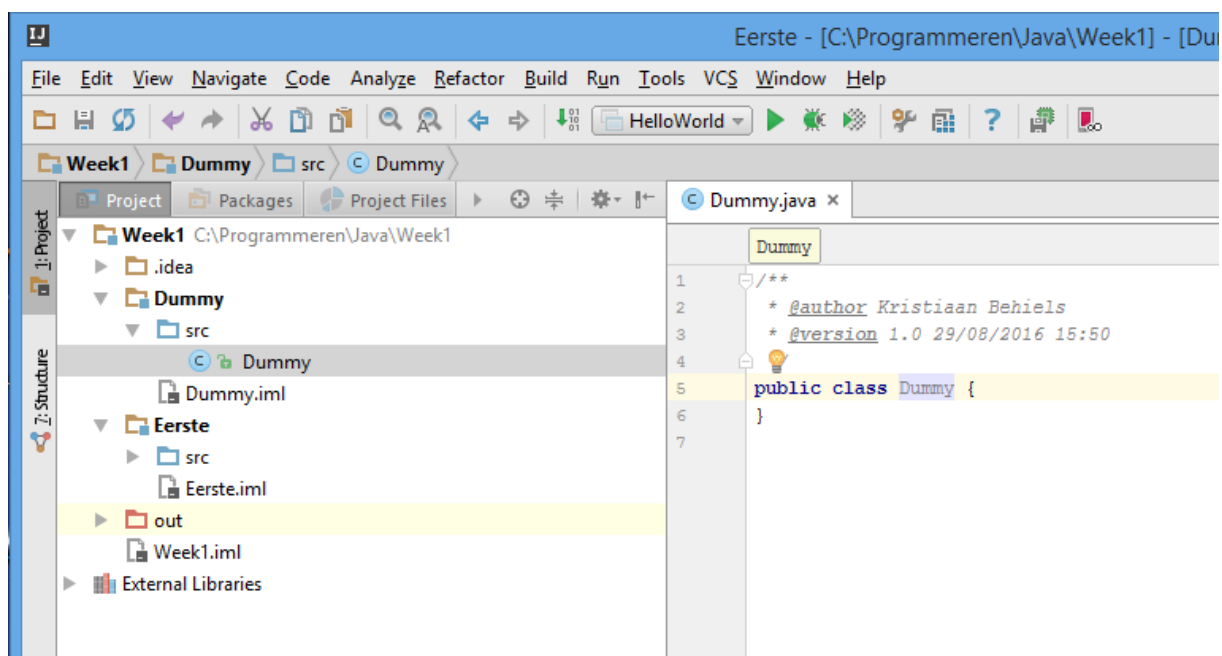 IJ
Eerste - [C:\Programmeren\Java\Week1] - [Du
File Edit View Navigate Code Analyze Refactor Build Run Tools VCS Window Help
HelloWorld
Week1 Dummy src C Dummy
Project Packages Project Files
C Dummy.java ×
1: Project
7: Structure
Week1 C:\Programmeren\Java\Week1
.idea
Dummy
src
C Dummy
Dummy.iml
Eerste
src
Eerste.iml
out
Week1.iml
External Libraries
Dummy
1 /**
2 * @author Kristiaan Behiels
3 * @version 1.0 29/08/2016 15:50
4
5 public class Dummy {
6 }
7